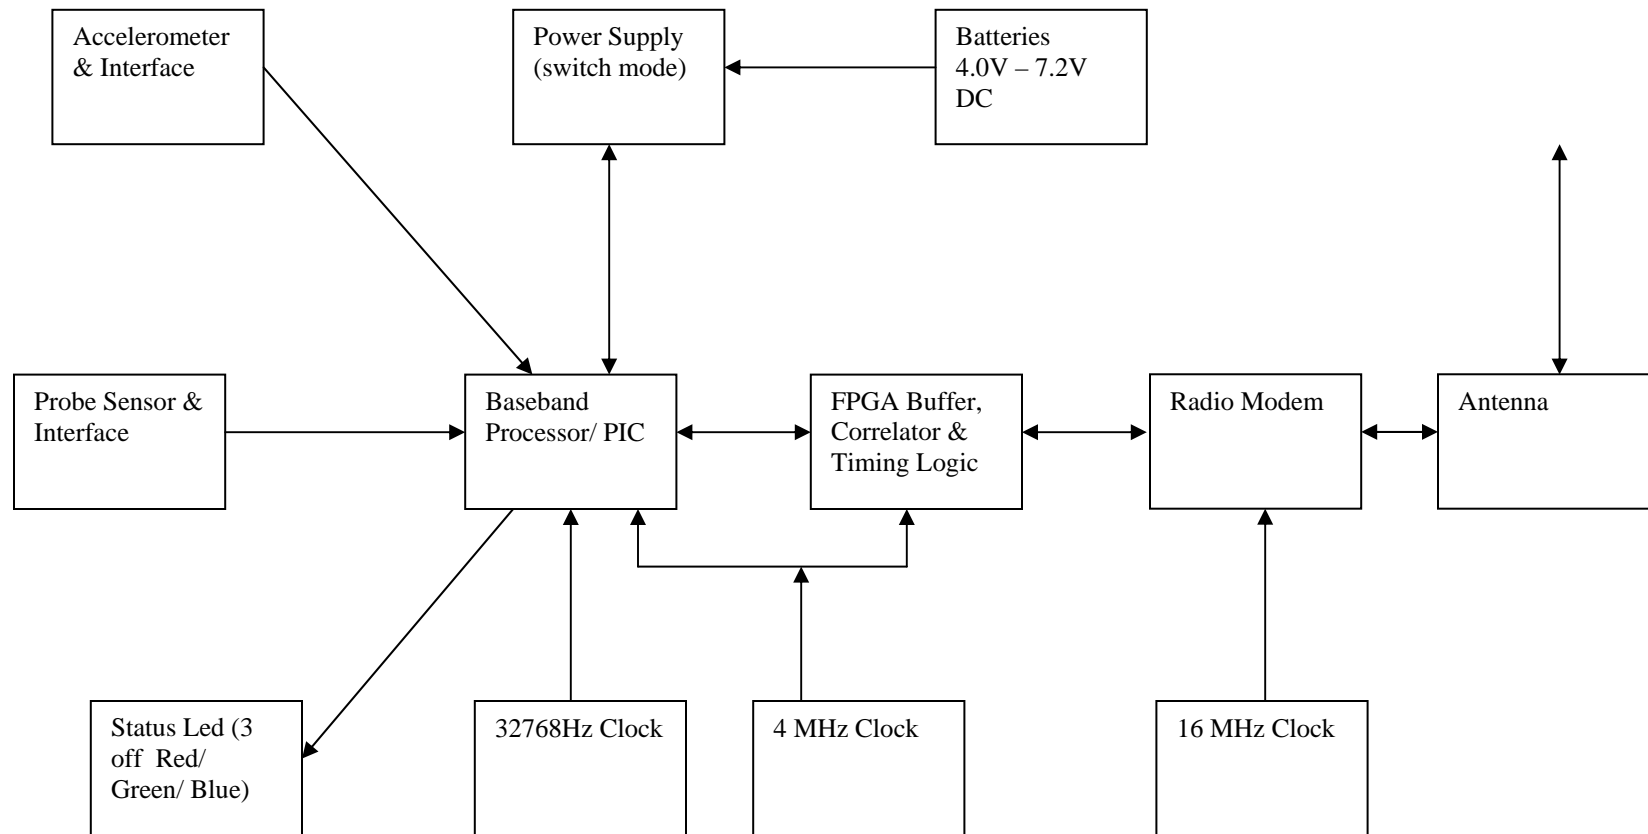 Accelerometer
& Interface
Power Supply
(switch mode)
Batteries
4.0V – 7.2V
DC
Probe Sensor &
Interface
Baseband
Processor/ PIC
FPGA Buffer,
Correlator &
Timing Logic
Radio Modem
Antenna
Status Led (3
off  Red/
Green/ Blue)
32768Hz Clock
4 MHz Clock
16 MHz Clock